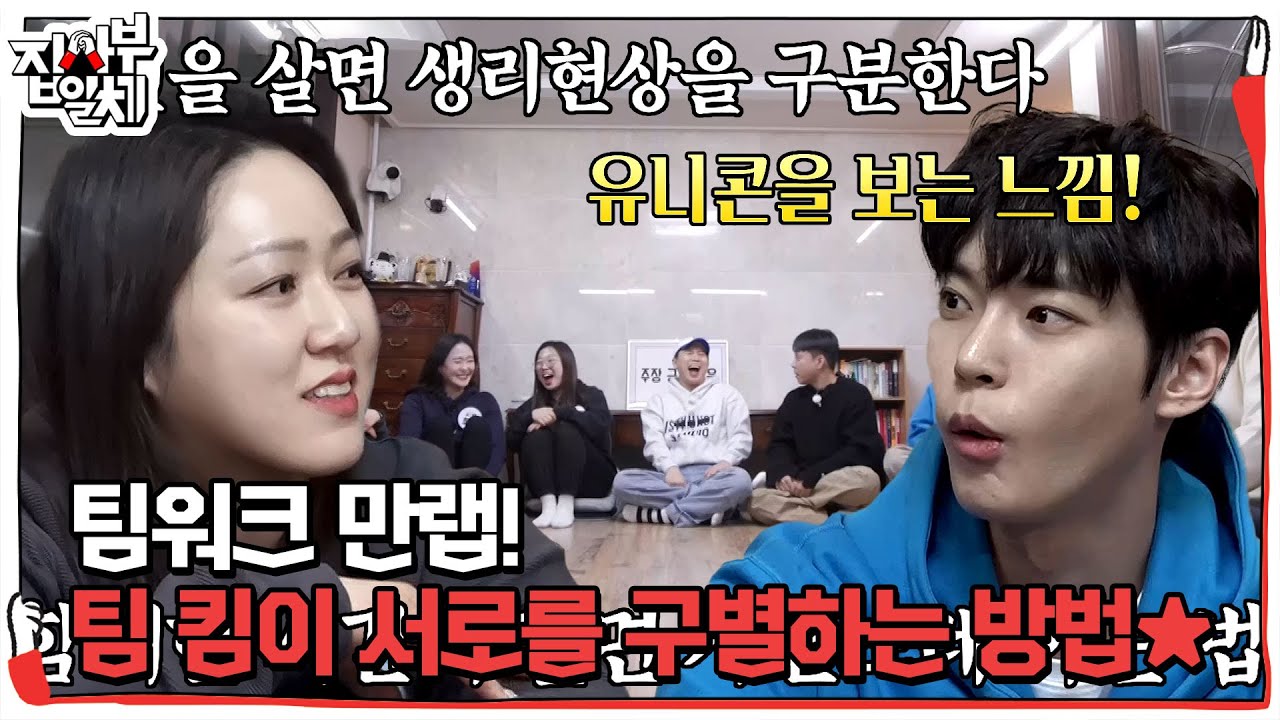 집사부일체
을 살면 생리현상을 구분한다
유니콘을 보는 느낌!
주장
팀워크 만랩!
팀 킴이 서로를 구별하는 방법★